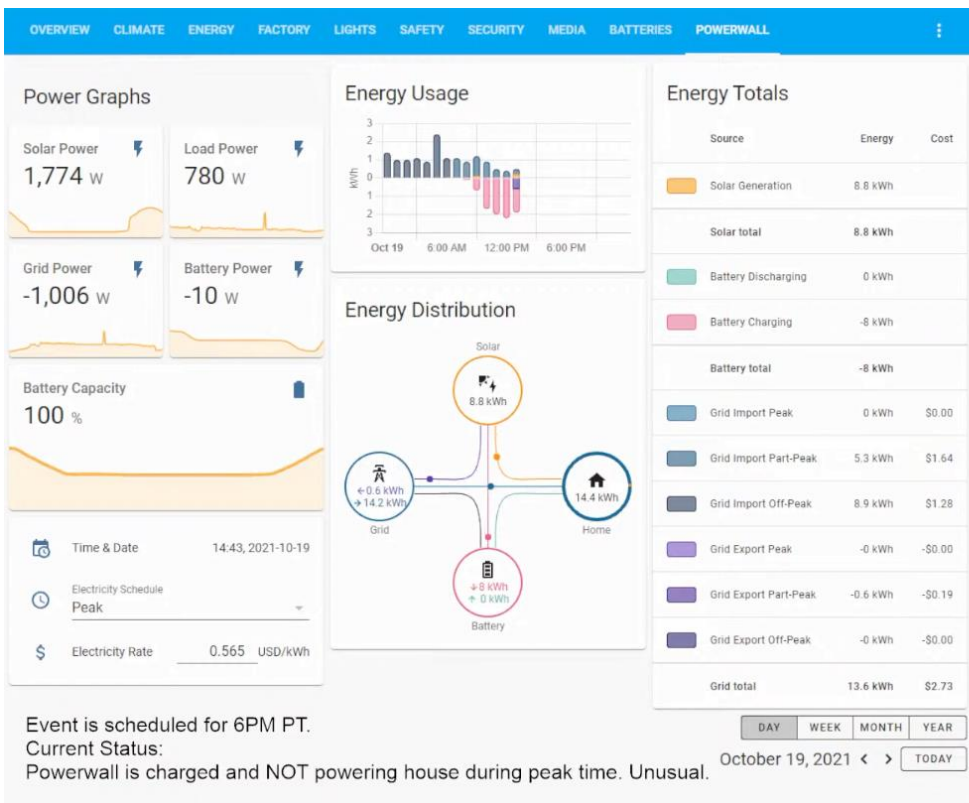 OVERVIEW CLIMATE ENERGY FACTORY LIGHTS SAFETY SECURITY MEDIA BATTERIES POWERWALL
Power Graphs
Solar Power
1,774 W
Load Power
780 W
Grid Power
-1,006 W
Battery Power
-10 W
Battery Capacity
100 %
Time & Date 14:43, 2021-10-19
Electricity Schedule
Peak
$ Electricity Rate 0.565 USD/kWh
Energy Usage
3
2
1
0
1
2
3
kWh
Oct 19 6:00 AM 12:00 PM 6:00 PM
Energy Distribution
Solar
8.8 kWh
←0.6 kWh
→14.2 kWh
Grid
14.4 kWh
Home
↓8 kWh
↑ 0 kWh
Battery
Energy Totals
Source Energy Cost
Solar Generation 8.8 kWh
Solar total 8.8 kWh
Battery Discharging 0 kWh
Battery Charging -8 kWh
Battery total -8 kWh
Grid Import Peak 0 kWh $0.00
Grid Import Part-Peak 5.3 kWh $1.64
Grid Import Off-Peak 8.9 kWh $1.28
Grid Export Peak -0 kWh -$0.00
Grid Export Part-Peak -0.6 kWh -$0.19
Grid Export Off-Peak -0 kWh -$0.00
Grid total 13.6 kWh $2.73
DAY WEEK MONTH YEAR
October 19, 2021 < > TODAY
Event is scheduled for 6PM PT.
Current Status:
Powerwall is charged and NOT powering house during peak time. Unusual.